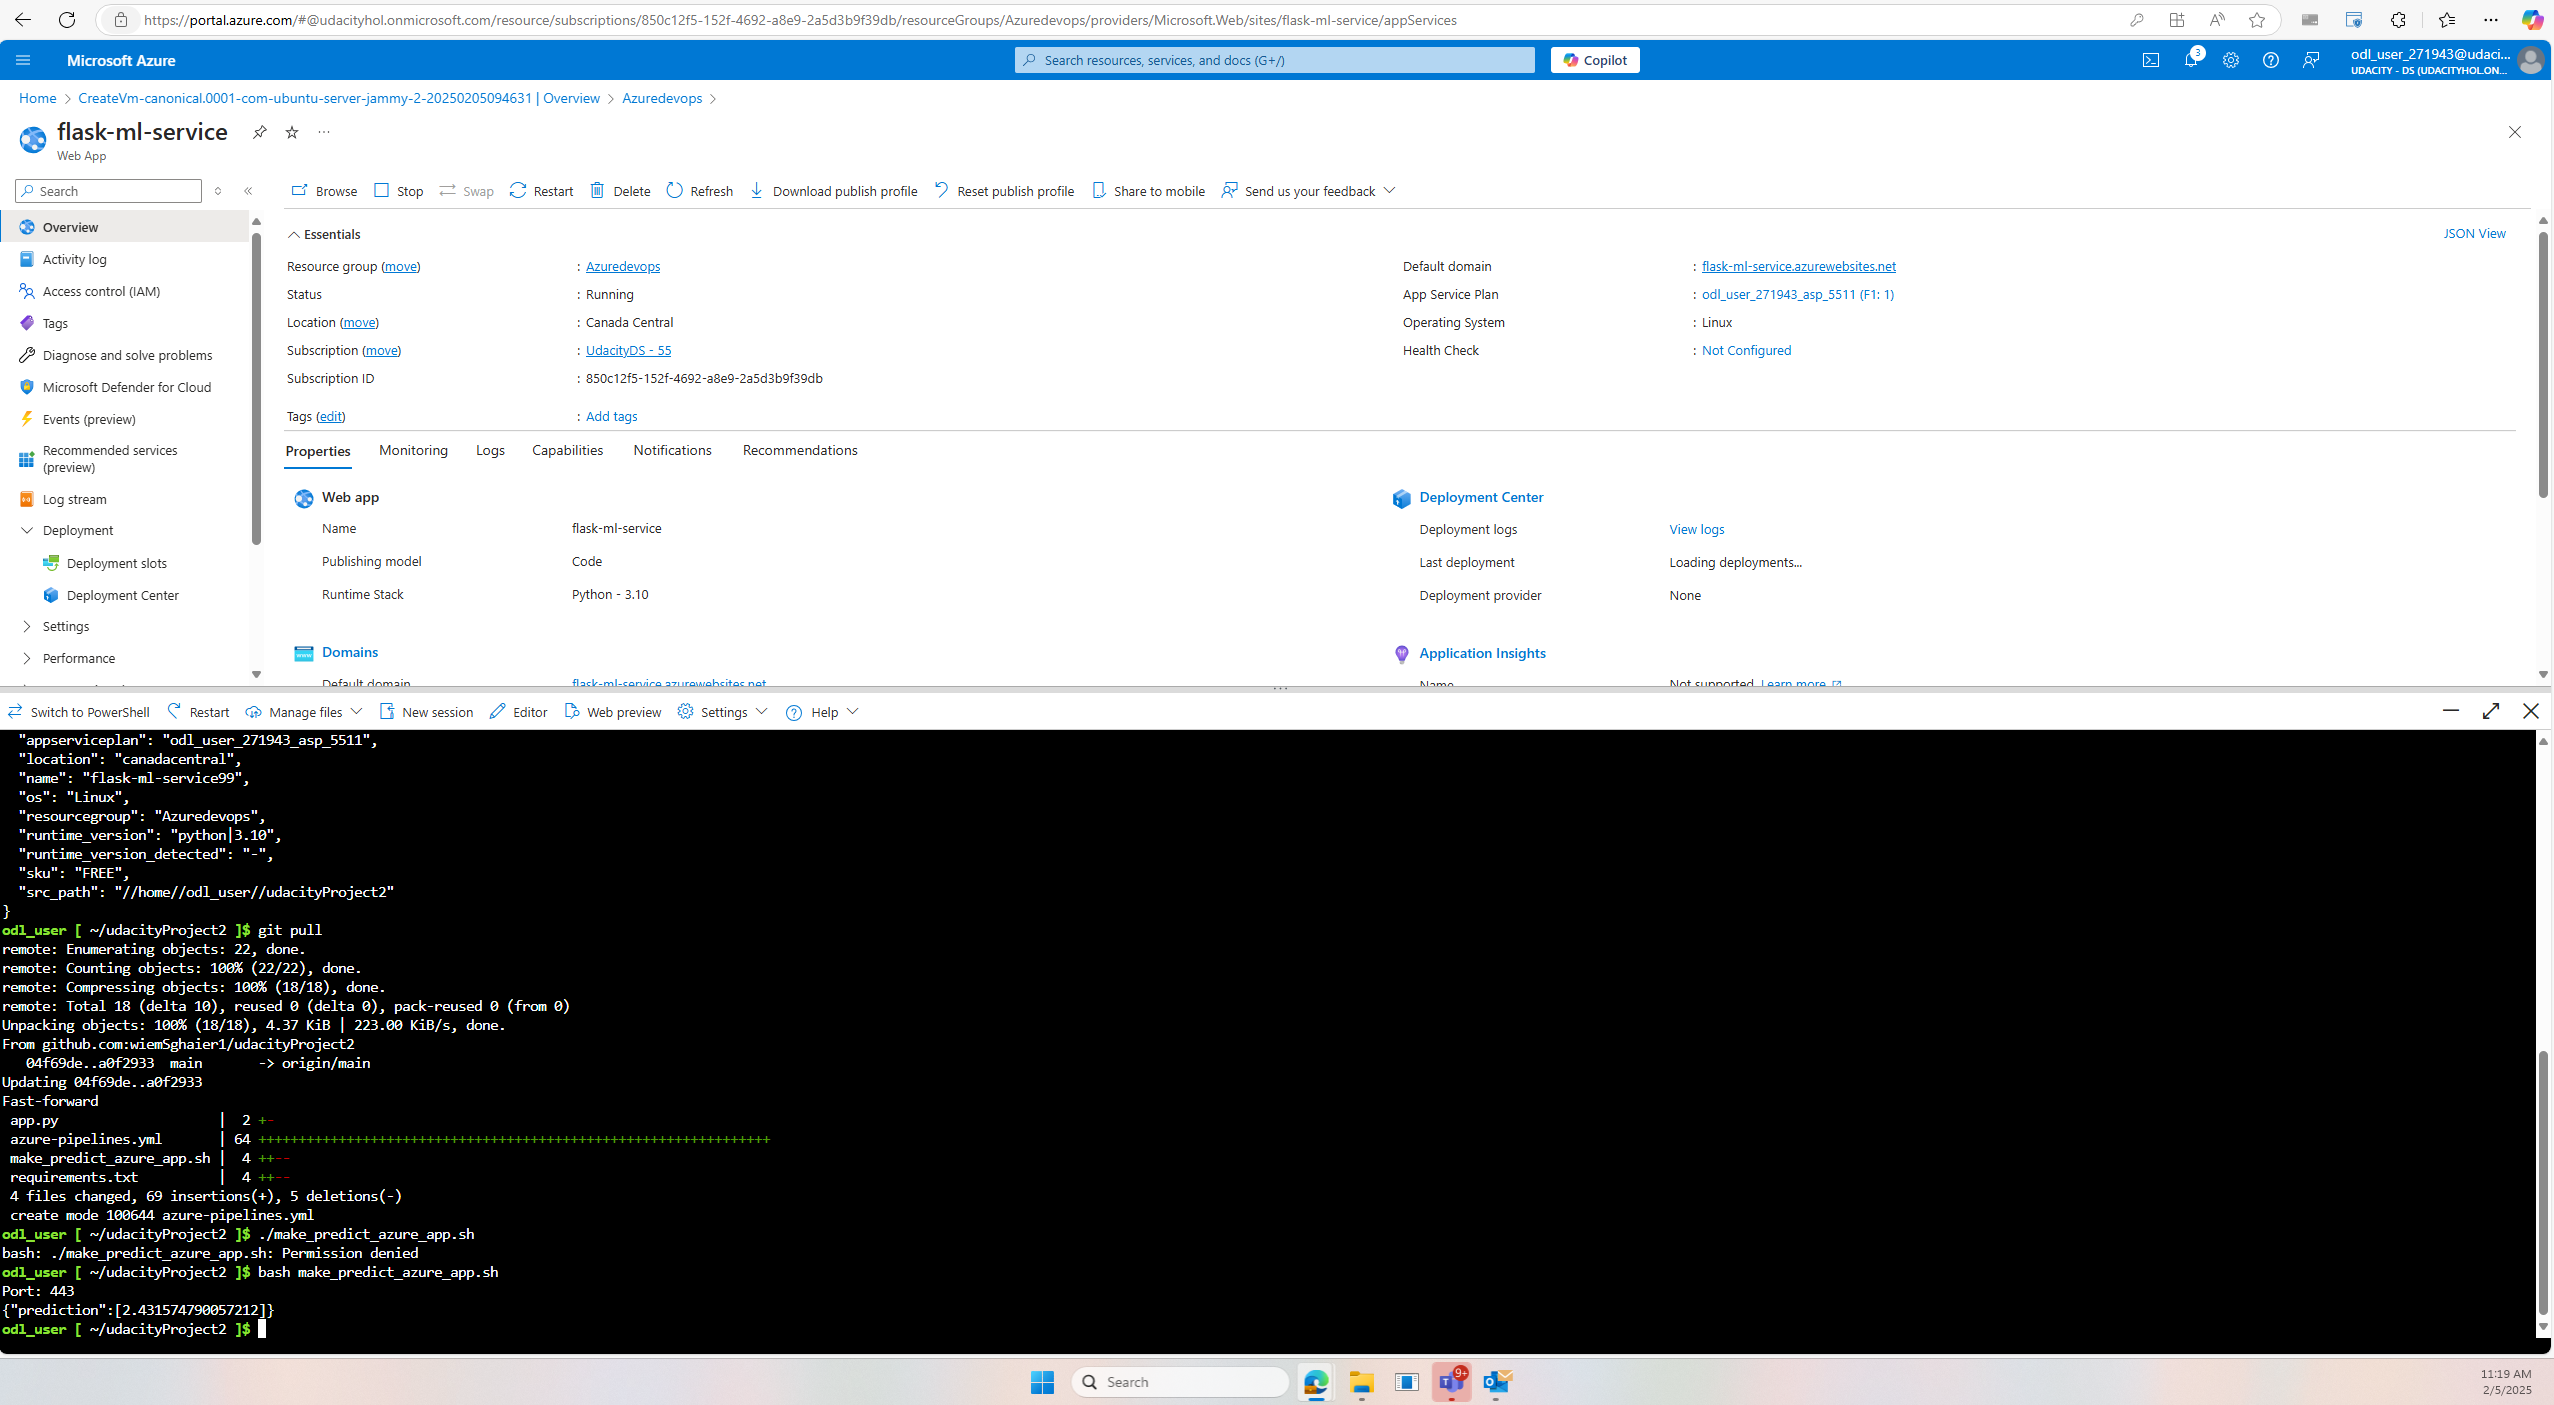 https://portal.azure.com/#@udacityhol.onmicrosoft.com/resource/subscriptions/850c12f5-152f-4692-a8e9-2a5d3b9f39db/resourceGroups/Azuredevops/providers/Microsoft.Web/sites/flask-ml-service/appServices
Microsoft Azure
Search resources, services, and docs (G+/)
Copilot
3
odl_user_271943@udaci...
UDACITY - DS (UDACITYHOL.ON...
Home > CreateVm-canonical.0001-com-ubuntu-server-jammy-2-20250205094631 | Overview > Azuredevops >
flask-ml-service
Web App
Search
Browse Stop Swap Restart Delete Refresh Download publish profile Reset publish profile Share to mobile Send us your feedback
Overview
Activity log
Access control (IAM)
Tags
Diagnose and solve problems
Microsoft Defender for Cloud
Events (preview)
Recommended services (preview)
Log stream
Deployment
Deployment slots
Deployment Center
Settings
Performance
Essentials
JSON View
Resource group (move) : Azuredevops
Status : Running
Location (move) : Canada Central
Subscription (move) : UdacityDS - 55
Subscription ID : 850c12f5-152f-4692-a8e9-2a5d3b9f39db
Tags (edit) : Add tags
Default domain : flask-ml-service.azurewebsites.net
App Service Plan : odl_user_271943_asp_5511 (F1: 1)
Operating System : Linux
Health Check : Not Configured
Properties Monitoring Logs Capabilities Notifications Recommendations
Web app
Name flask-ml-service
Publishing model Code
Runtime Stack Python - 3.10
Domains
Default domain flask-ml-service.azurewebsites.net
Deployment Center
Deployment logs View logs
Last deployment Loading deployments...
Deployment provider None
Application Insights
Name Not supported. Learn more
Switch to PowerShell Restart Manage files New session Editor Web preview Settings Help
"appserviceplan": "odl_user_271943_asp_5511",
"location": "canadacentral",
"name": "flask-ml-service99",
"os": "Linux",
"resourcegroup": "Azuredevops",
"runtime_version": "python|3.10",
"runtime_version_detected": "-",
"sku": "FREE",
"src_path": "//home//odl_user//udacityProject2"
}
odl_user [ ~/udacityProject2 ]$ git pull
remote: Enumerating objects: 22, done.
remote: Counting objects: 100% (22/22), done.
remote: Compressing objects: 100% (18/18), done.
remote: Total 18 (delta 10), reused 0 (delta 0), pack-reused 0 (from 0)
Unpacking objects: 100% (18/18), 4.37 KiB | 223.00 KiB/s, done.
From github.com:wiemSghaier1/udacityProject2
04f69de..a0f2933 main -> origin/main
Updating 04f69de..a0f2933
Fast-forward
app.py | 2 +-
azure-pipelines.yml | 64 ++++++++++++++++++++++++++++++++++++++++++++++++++++++++++++++++
make_predict_azure_app.sh | 4 ++--
requirements.txt | 4 ++--
4 files changed, 69 insertions(+), 5 deletions(-)
create mode 100644 azure-pipelines.yml
odl_user [ ~/udacityProject2 ]$ ./make_predict_azure_app.sh
bash: ./make_predict_azure_app.sh: Permission denied
odl_user [ ~/udacityProject2 ]$ bash make_predict_azure_app.sh
Port: 443
{"prediction":[2.431574790057212]}
odl_user [ ~/udacityProject2 ]$
Search
9+
11:19 AM
2/5/2025